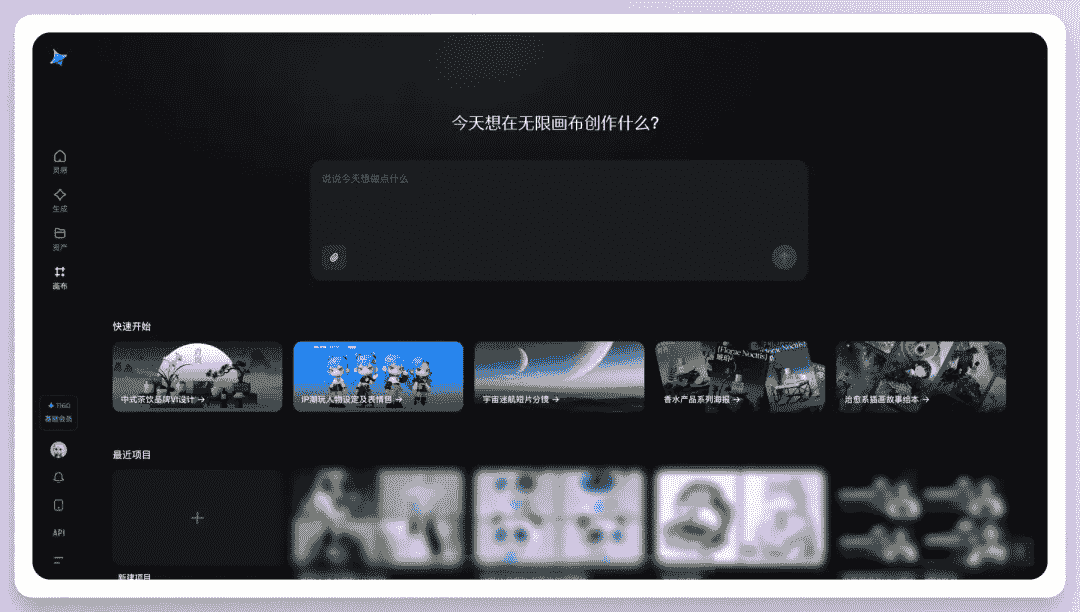 今天想在无限画布创作什么?
说说今天想做点什么
灵感
生成
资产
画布
基础会员
API
快速开始
中式茶饮品牌VI设计 →
IP潮玩人物设定及表情包 →
宇宙迷航短片分镜 →
香水产品系列海报 →
治愈系插画故事绘本 →
最近项目
新建项目